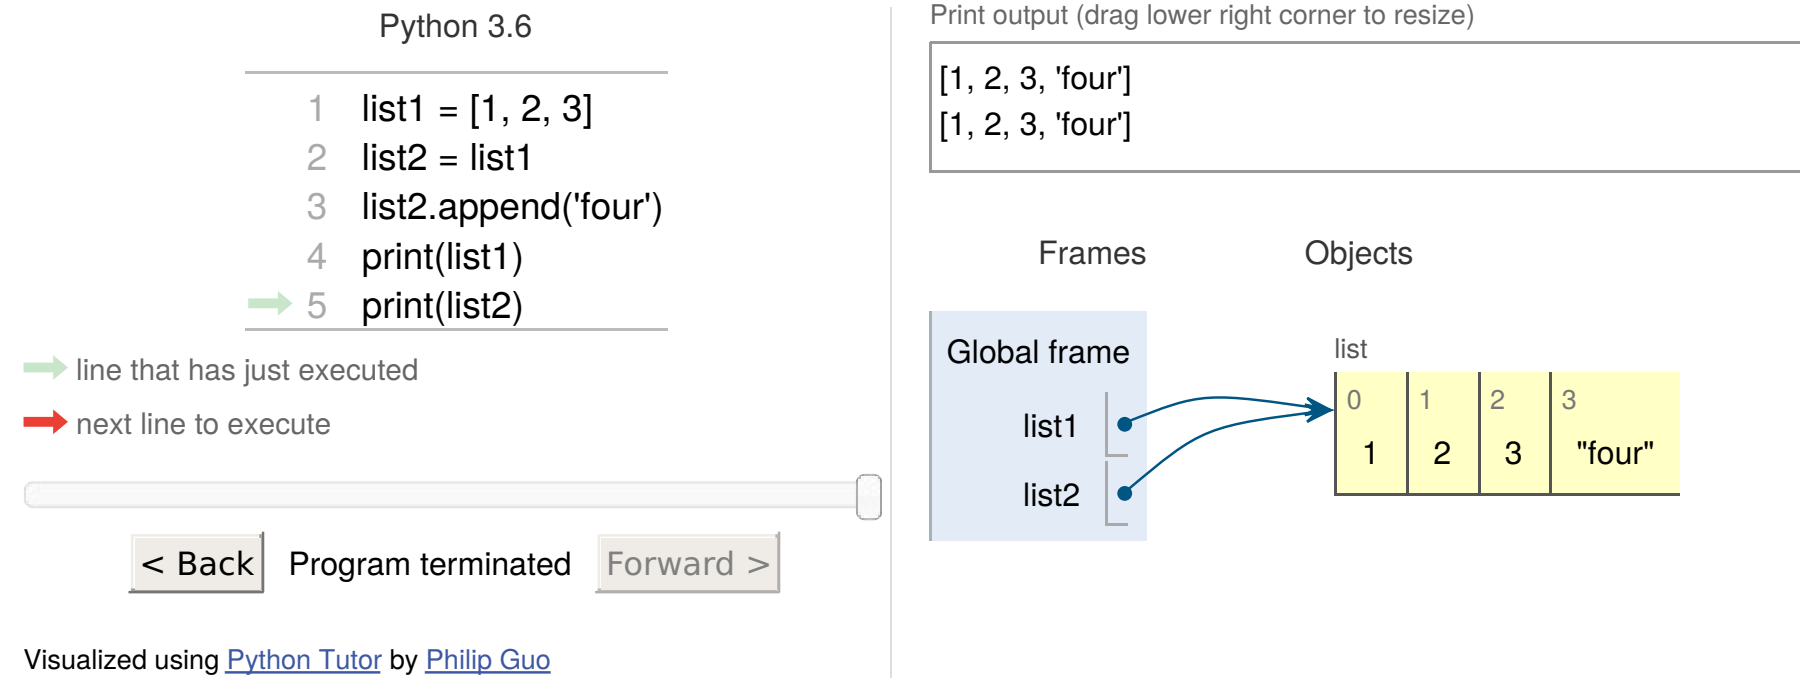 Python 3.6
1 list1 = [1, 2, 3]
2 list2 = list1
3 list2.append('four')
4 print(list1)
5 print(list2)
line that has just executed
next line to execute
< Back Program terminated Forward >
Visualized using Python Tutor by Philip Guo
Print output (drag lower right corner to resize)
[1, 2, 3, 'four']
[1, 2, 3, 'four']
Frames Objects
Global frame
list1
list2
list
0 1 2 3
1 2 3 "four"